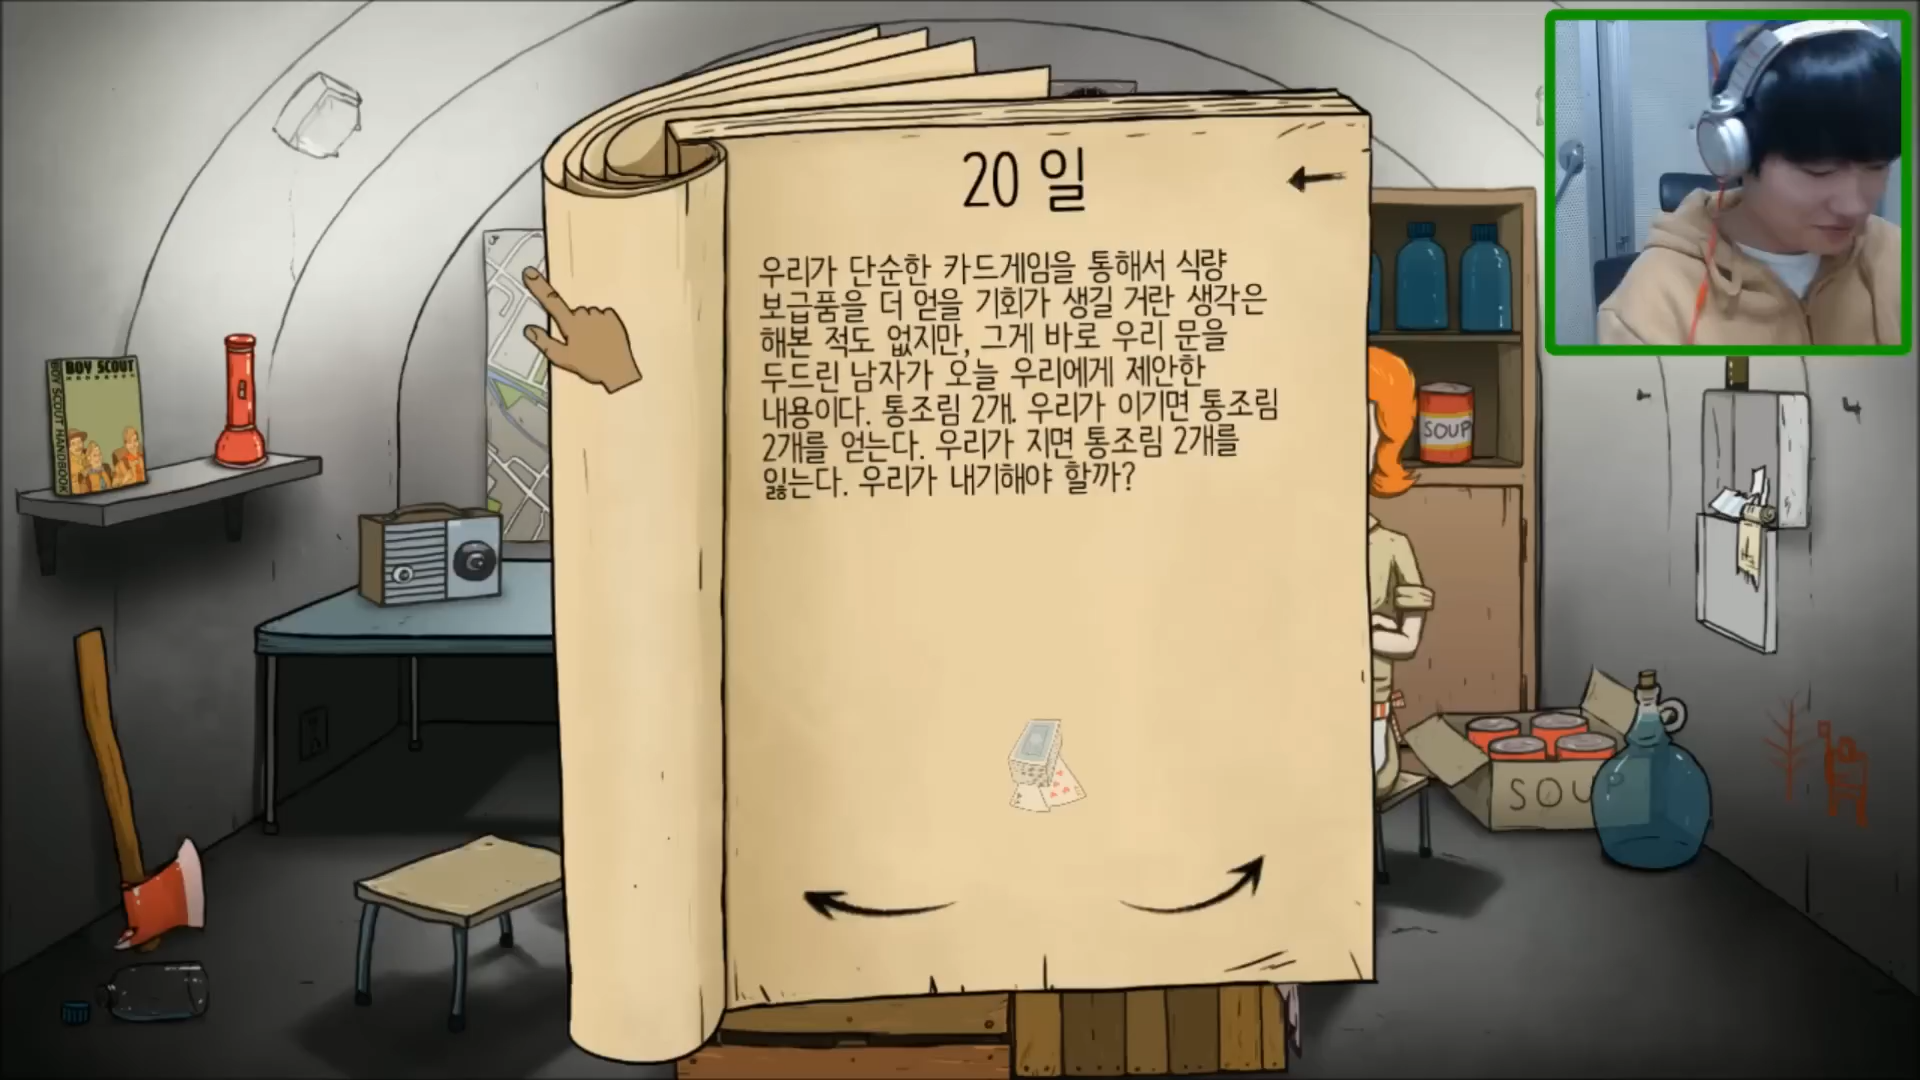 20 일
우리가 단순한 카드게임을 통해서 식량
보급품을 더 얻을 기회가 생길 거란 생각은
해본 적도 없지만, 그게 바로 우리 문을
두드린 남자가 오늘 우리에게 제안한
내용이다. 통조림 2개. 우리가 이기면 통조림
2개를 얻는다. 우리가 지면 통조림 2개를
잃는다. 우리가 내기해야 할까?
BOY SCOUT
BOY SCOUT HANDBOOK
SOUP
SOU